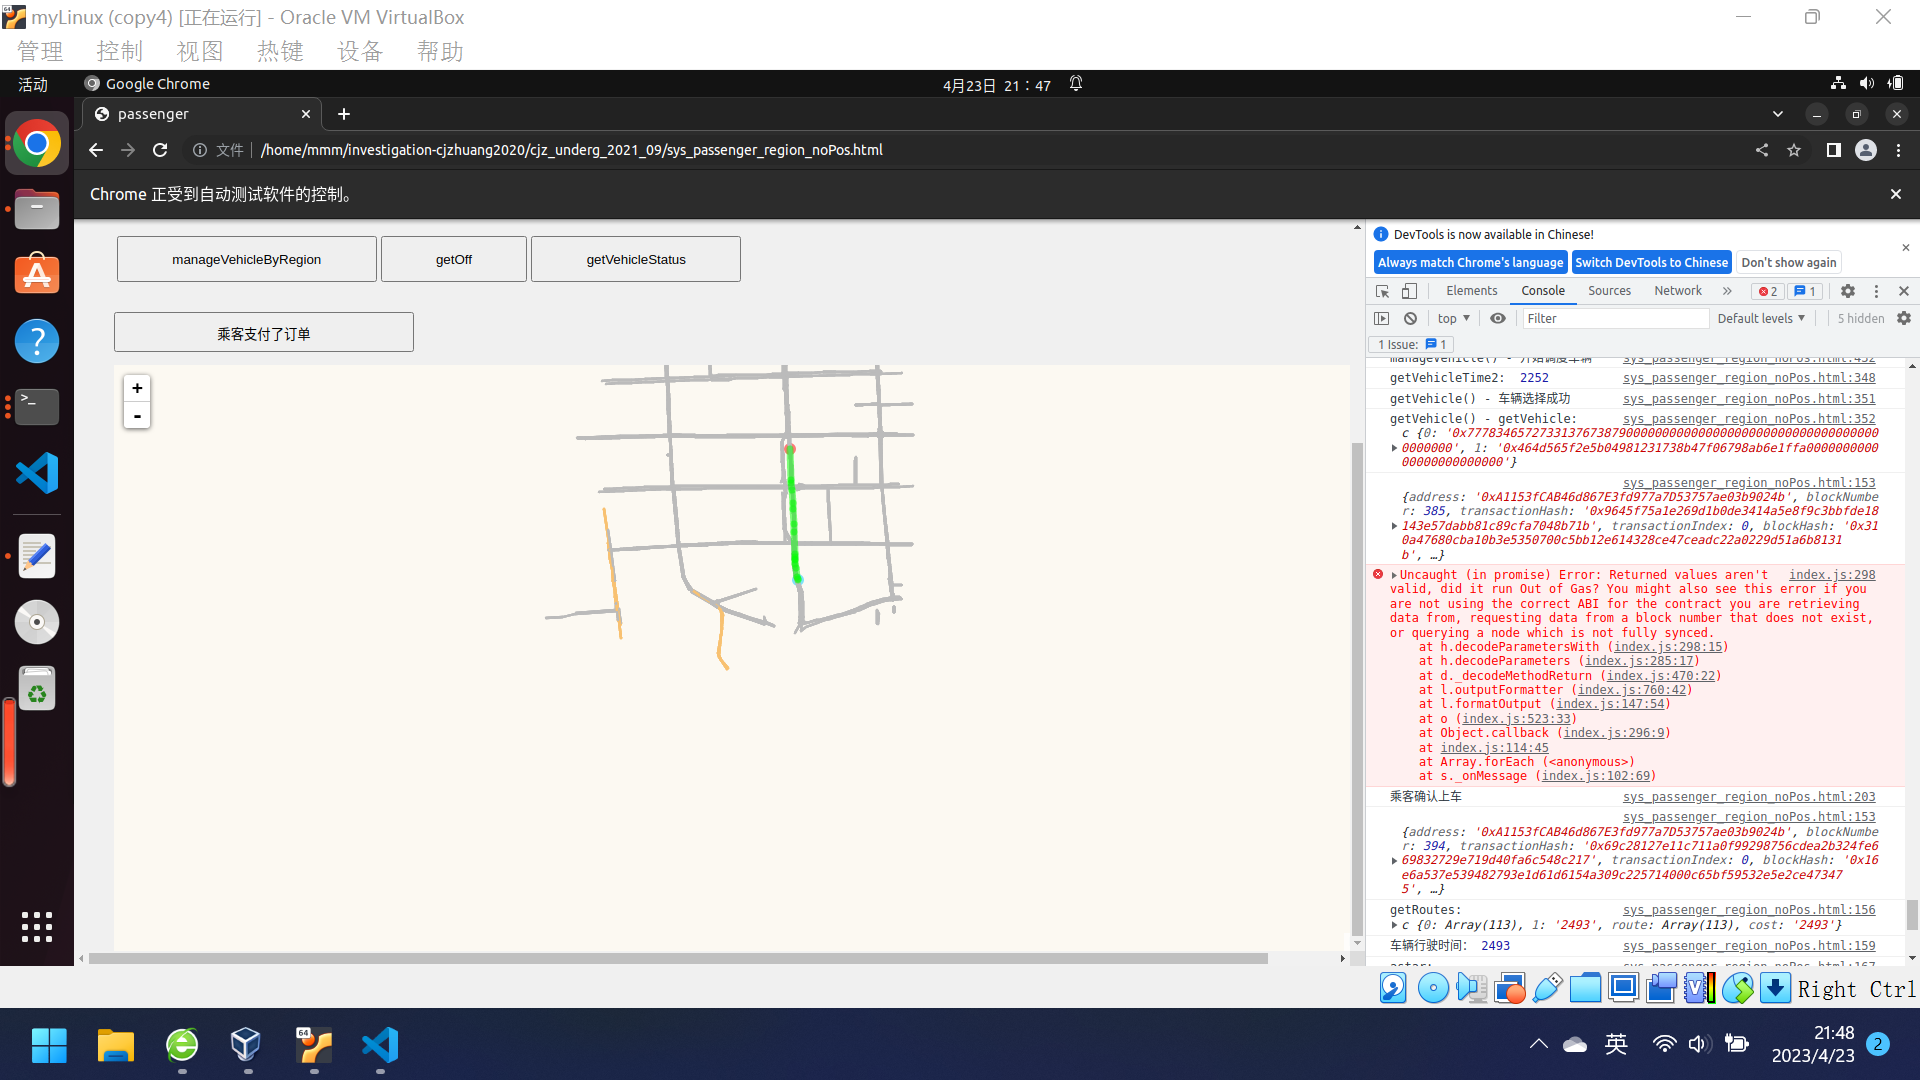 myLinux (copy4) [正在运行] - Oracle VM VirtualBox
管理 控制 视图 热键 设备 帮助
活动 Google Chrome 4月23日 21：47
passenger
文件 /home/mmm/investigation-cjzhuang2020/cjz_underg_2021_09/sys_passenger_region_noPos.html
Chrome 正受到自动测试软件的控制。
manageVehicleByRegion getOff getVehicleStatus
乘客支付了订单
+
-
DevTools is now available in Chinese!
Always match Chrome's language Switch DevTools to Chinese Don't show again
Elements Console Sources Network 2 1
top Filter Default levels 5 hidden
1 Issue: 1
manageVehicle() - 开始调度车辆 sys_passenger_region_noPos.html:432
getVehicleTime2: 2252 sys_passenger_region_noPos.html:348
getVehicle() - 车辆选择成功 sys_passenger_region_noPos.html:351
getVehicle() - getVehicle: sys_passenger_region_noPos.html:352
sys_passenger_region_noPos.html:153
{address: '0xA1153fCAB46d867E3fd977a7D53757ae03b9024b', blockNumbe
r: 385, transactionHash: '0x9645f75a1e269d1b0de3414a5e8f9c3bbfde18
143e57dabb81c89cfa7048b71b', transactionIndex: 0, blockHash: '0x31
0a47680cba10b3e5350700c5bb12e614328ce47ceadc22a0229d51a6b8131
b', …}
Uncaught (in promise) Error: Returned values aren't index.js:298
valid, did it run Out of Gas? You might also see this error if you
are not using the correct ABI for the contract you are retrieving
data from, requesting data from a block number that does not exist,
or querying a node which is not fully synced.
at h.decodeParametersWith (index.js:298:15)
at h.decodeParameters (index.js:285:17)
at d._decodeMethodReturn (index.js:470:22)
at l.outputFormatter (index.js:760:42)
at l.formatOutput (index.js:147:54)
at o (index.js:523:33)
at Object.callback (index.js:296:9)
at index.js:114:45
at Array.forEach (<anonymous>)
at s._onMessage (index.js:102:69)
乘客确认上车 sys_passenger_region_noPos.html:203
sys_passenger_region_noPos.html:153
{address: '0xA1153fCAB46d867E3fd977a7D53757ae03b9024b', blockNumbe
r: 394, transactionHash: '0x69c28127e11c711a0f99298756cdea2b324fe6
69832729e719d40fa6c548c217', transactionIndex: 0, blockHash: '0x16
e6a537e539482793e1d61d6154a309c225714000c65bf59532e5e2ce47347
5', …}
getRoutes: sys_passenger_region_noPos.html:156
c {0: Array(113), 1: '2493', route: Array(113), cost: '2493'}
车辆行驶时间: 2493 sys_passenger_region_noPos.html:159
astar: sys_passenger_region_noPos.html:167
Right Ctrl
英 21:48
2023/4/23 2